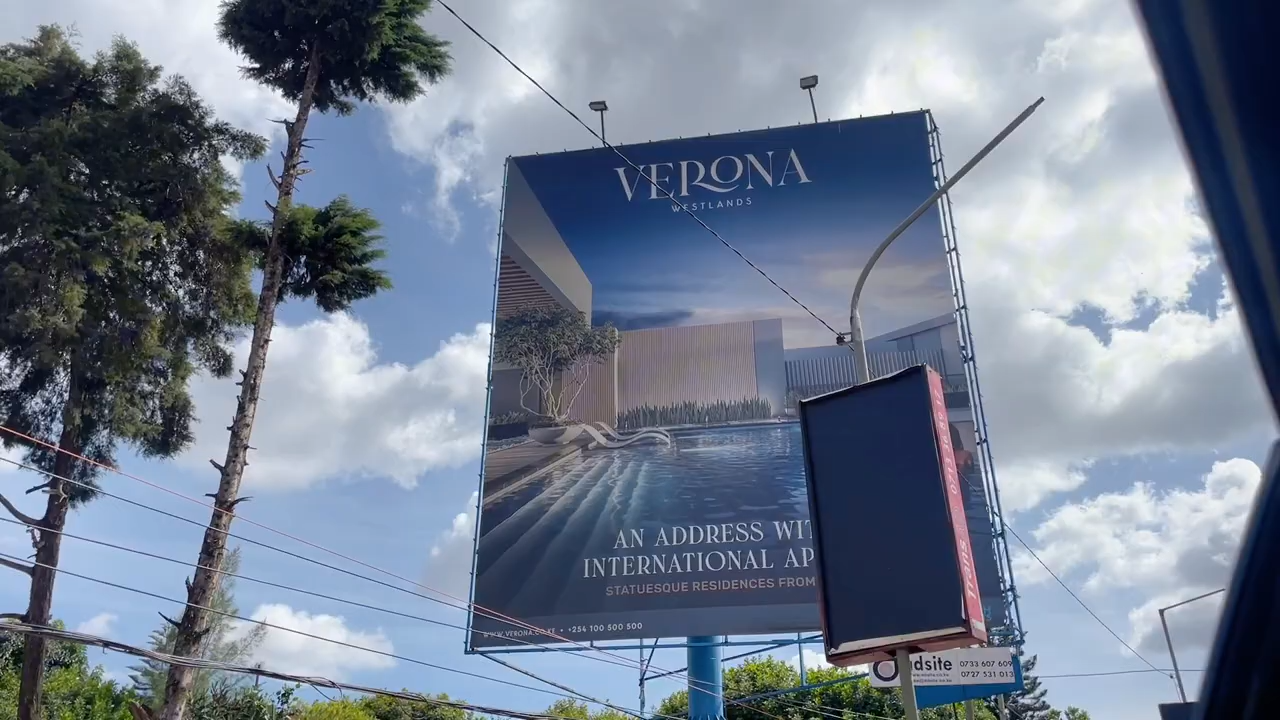 VERONA
WESTLANDS
AN ADDRESS WIT
INTERNATIONAL AP
STATUESQUE RESIDENCES FROM
WWW.VERONA.CO.KE • +254 100 500 500
ndsite
0733 607 609
0727 531 013